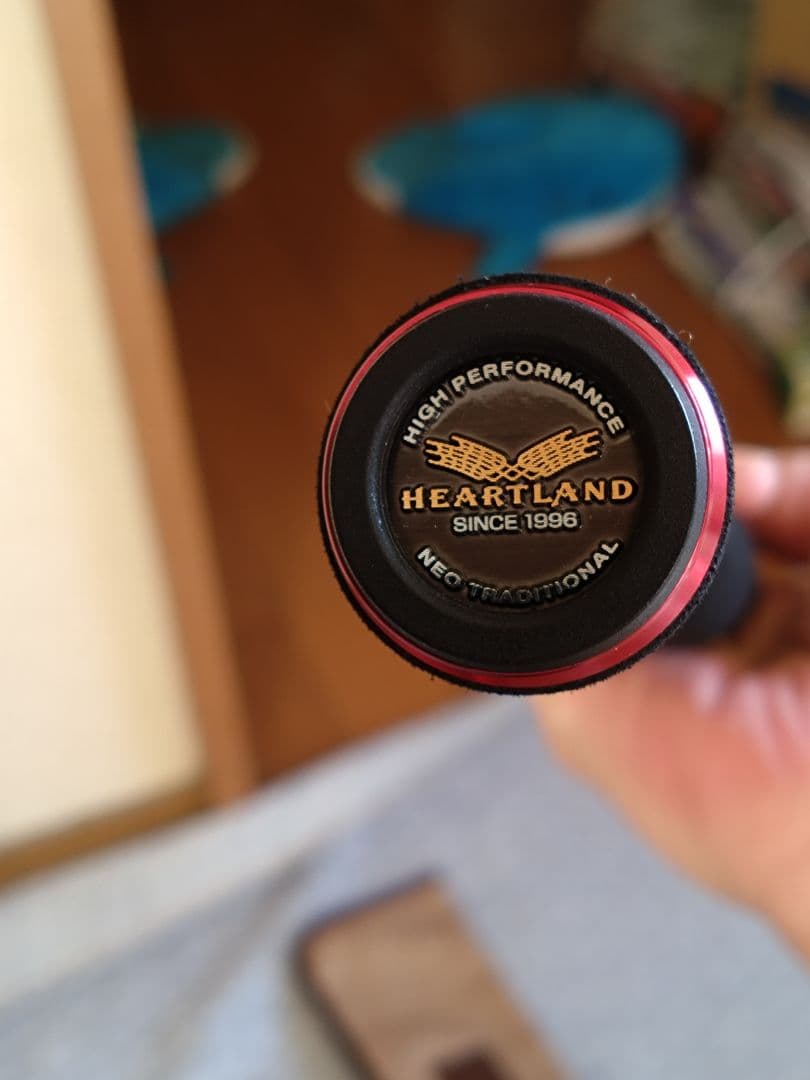 HIGH PERFORMANCE
HEARTLAND
SINCE 1996
NEO TRADITIONAL